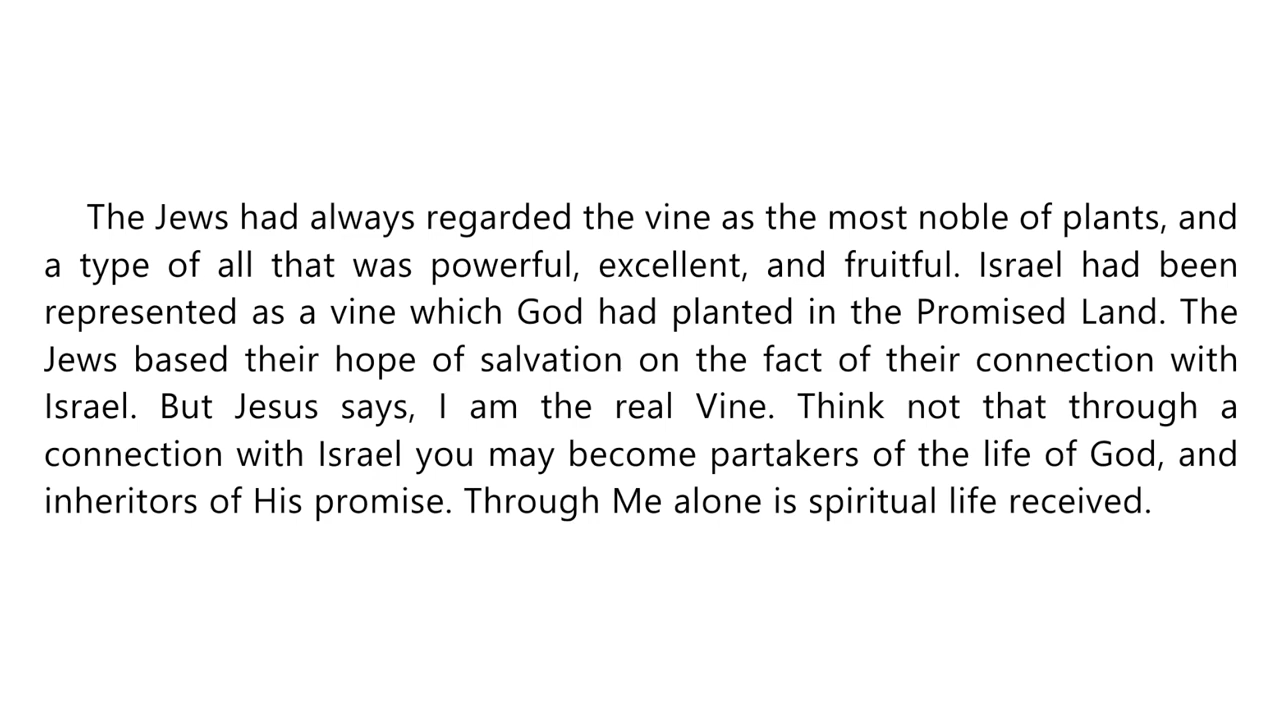 The Jews had always regarded the vine as the most noble of plants, and
a type of all that was powerful, excellent, and fruitful. Israel had been
represented as a vine which God had planted in the Promised Land. The
Jews based their hope of salvation on the fact of their connection with
Israel. But Jesus says, I am the real Vine. Think not that through a
connection with Israel you may become partakers of the life of God, and
inheritors of His promise. Through Me alone is spiritual life received.